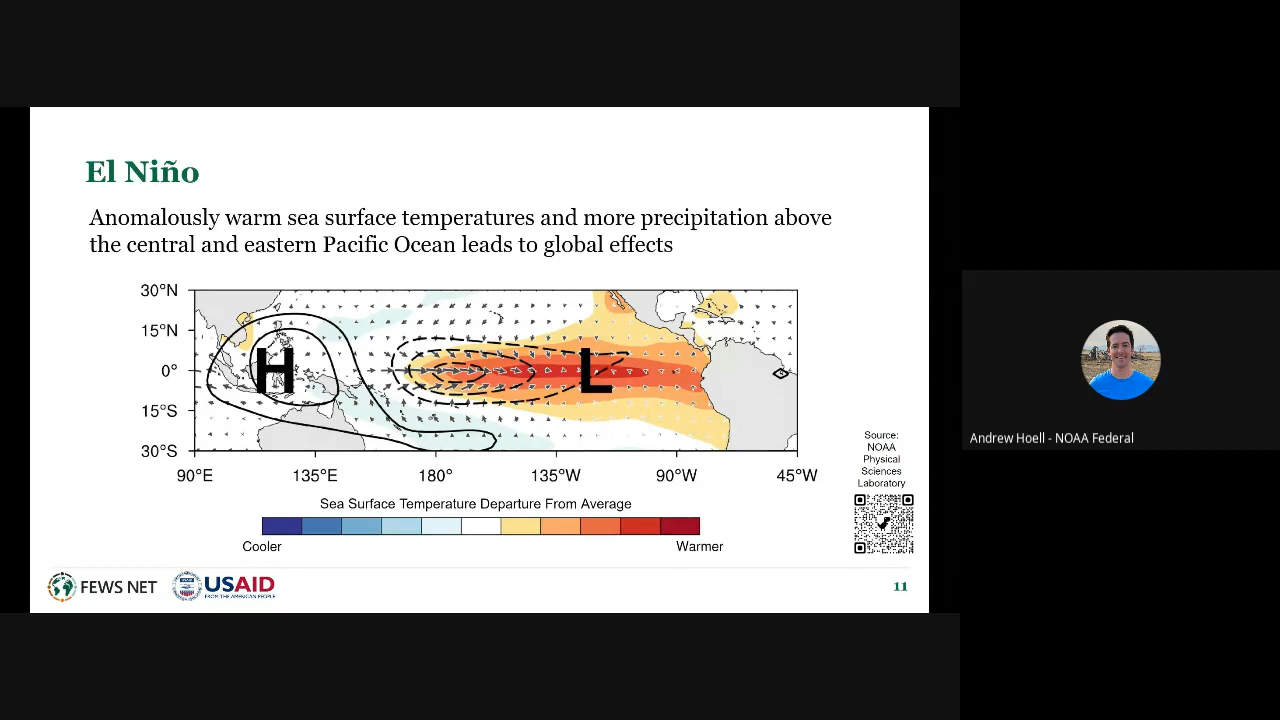 El Niño
Anomalously warm sea surface temperatures and more precipitation above
the central and eastern Pacific Ocean leads to global effects
30°N
15°N
0°
15°S
30°S
H
L
90°E
135°E
180°
135°W
90°W
45°W
Sea Surface Temperature Departure From Average
Cooler
Warmer
Source:
NOAA
Physical
Sciences
Laboratory
FEWS NET
USAID
FROM THE AMERICAN PEOPLE
11
Andrew Hoell - NOAA Federal